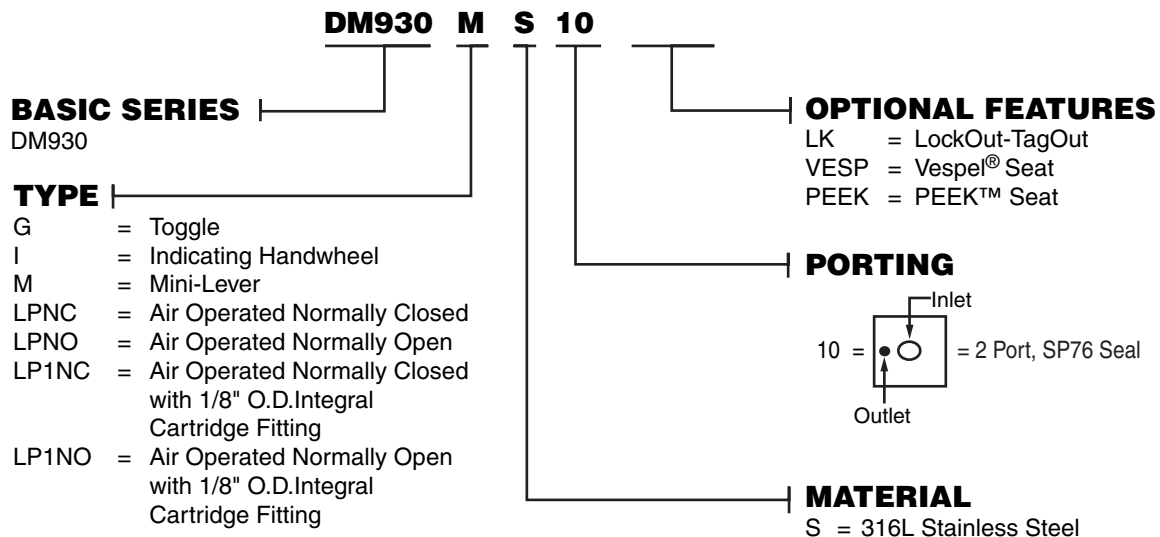 DM930 M S 10
BASIC SERIES
DM930
TYPE
G = Toggle
I = Indicating Handwheel
M = Mini-Lever
LPNC = Air Operated Normally Closed
LPNO = Air Operated Normally Open
LP1NC = Air Operated Normally Closed
with 1/8" O.D.Integral
Cartridge Fitting
LP1NO = Air Operated Normally Open
with 1/8" O.D.Integral
Cartridge Fitting
OPTIONAL FEATURES
LK = LockOut-TagOut
VESP = Vespel® Seat
PEEK = PEEK™ Seat
PORTING
Inlet
10 = = 2 Port, SP76 Seal
Outlet
MATERIAL
S = 316L Stainless Steel